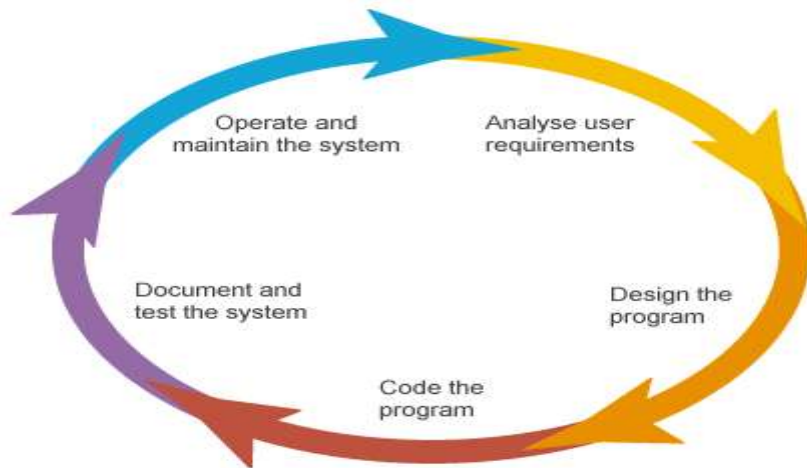 Operate and
maintain the system
Analyse user
requirements
Design the
program
Code the
program
Document and
test the system